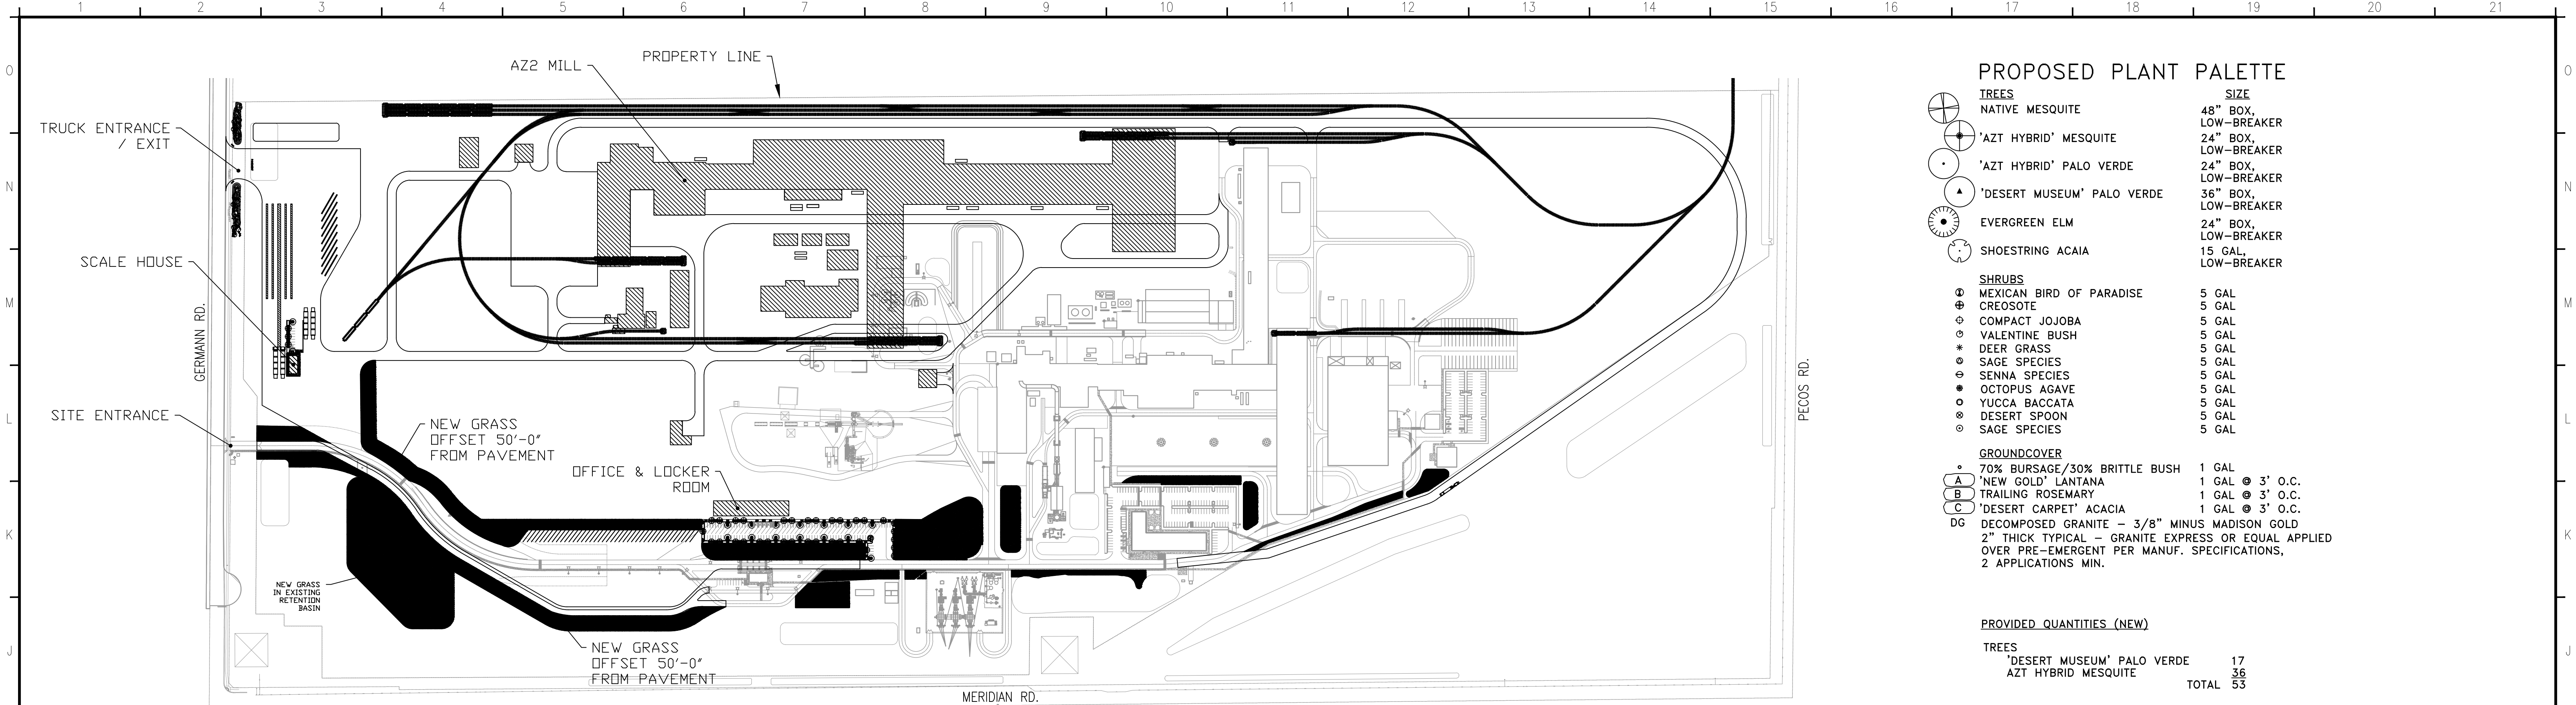 1 2 3 4 5 6 7 8 9 10 11 12 13 14 15 16 17 18 19 20 21
O
N
M
L
K
J
O
N
M
L
K
J
PROPERTY LINE
AZ2 MILL
TRUCK ENTRANCE
/ EXIT
SCALE HOUSE
GERMANN RD.
SITE ENTRANCE
NEW GRASS
OFFSET 50'-0"
FROM PAVEMENT
OFFICE & LOCKER
ROOM
NEW GRASS
IN EXISTING
RETENTION
BASIN
NEW GRASS
OFFSET 50'-0"
FROM PAVEMENT
MERIDIAN RD.
PECOS RD.
PROPOSED PLANT PALETTE
TREES SIZE
NATIVE MESQUITE 48" BOX,
LOW-BREAKER
'AZT HYBRID' MESQUITE 24" BOX,
LOW-BREAKER
'AZT HYBRID' PALO VERDE 24" BOX,
LOW-BREAKER
'DESERT MUSEUM' PALO VERDE 36" BOX,
LOW-BREAKER
EVERGREEN ELM 24" BOX,
LOW-BREAKER
SHOESTRING ACAIA 15 GAL,
LOW-BREAKER
SHRUBS
MEXICAN BIRD OF PARADISE 5 GAL
CREOSOTE 5 GAL
COMPACT JOJOBA 5 GAL
VALENTINE BUSH 5 GAL
DEER GRASS 5 GAL
SAGE SPECIES 5 GAL
SENNA SPECIES 5 GAL
OCTOPUS AGAVE 5 GAL
YUCCA BACCATA 5 GAL
DESERT SPOON 5 GAL
SAGE SPECIES 5 GAL
GROUNDCOVER
70% BURSAGE/30% BRITTLE BUSH 1 GAL
A 'NEW GOLD' LANTANA 1 GAL @ 3' O.C.
B TRAILING ROSEMARY 1 GAL @ 3' O.C.
C 'DESERT CARPET' ACACIA 1 GAL @ 3' O.C.
DG DECOMPOSED GRANITE - 3/8" MINUS MADISON GOLD
2" THICK TYPICAL - GRANITE EXPRESS OR EQUAL APPLIED
OVER PRE-EMERGENT PER MANUF. SPECIFICATIONS,
2 APPLICATIONS MIN.
PROVIDED QUANTITIES (NEW)
TREES
'DESERT MUSEUM' PALO VERDE 17
AZT HYBRID MESQUITE 36
TOTAL 53